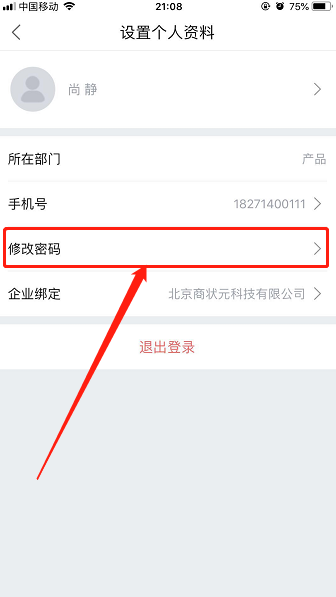 中国移动 21:08 75%
设置个人资料
尚 静
所在部门 产品
手机号 18271400111
修改密码
企业绑定 北京商状元科技有限公司
退出登录